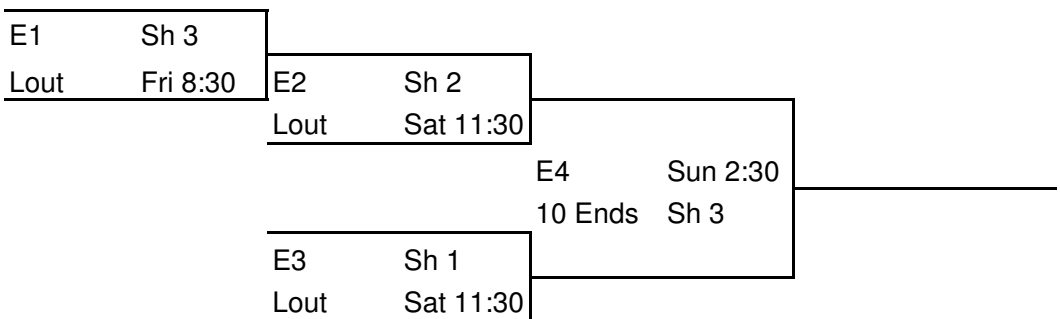 E1 Sh 3
Lout Fri 8:30
E2 Sh 2
Lout Sat 11:30
E4 Sun 2:30
10 Ends Sh 3
E3 Sh 1
Lout Sat 11:30